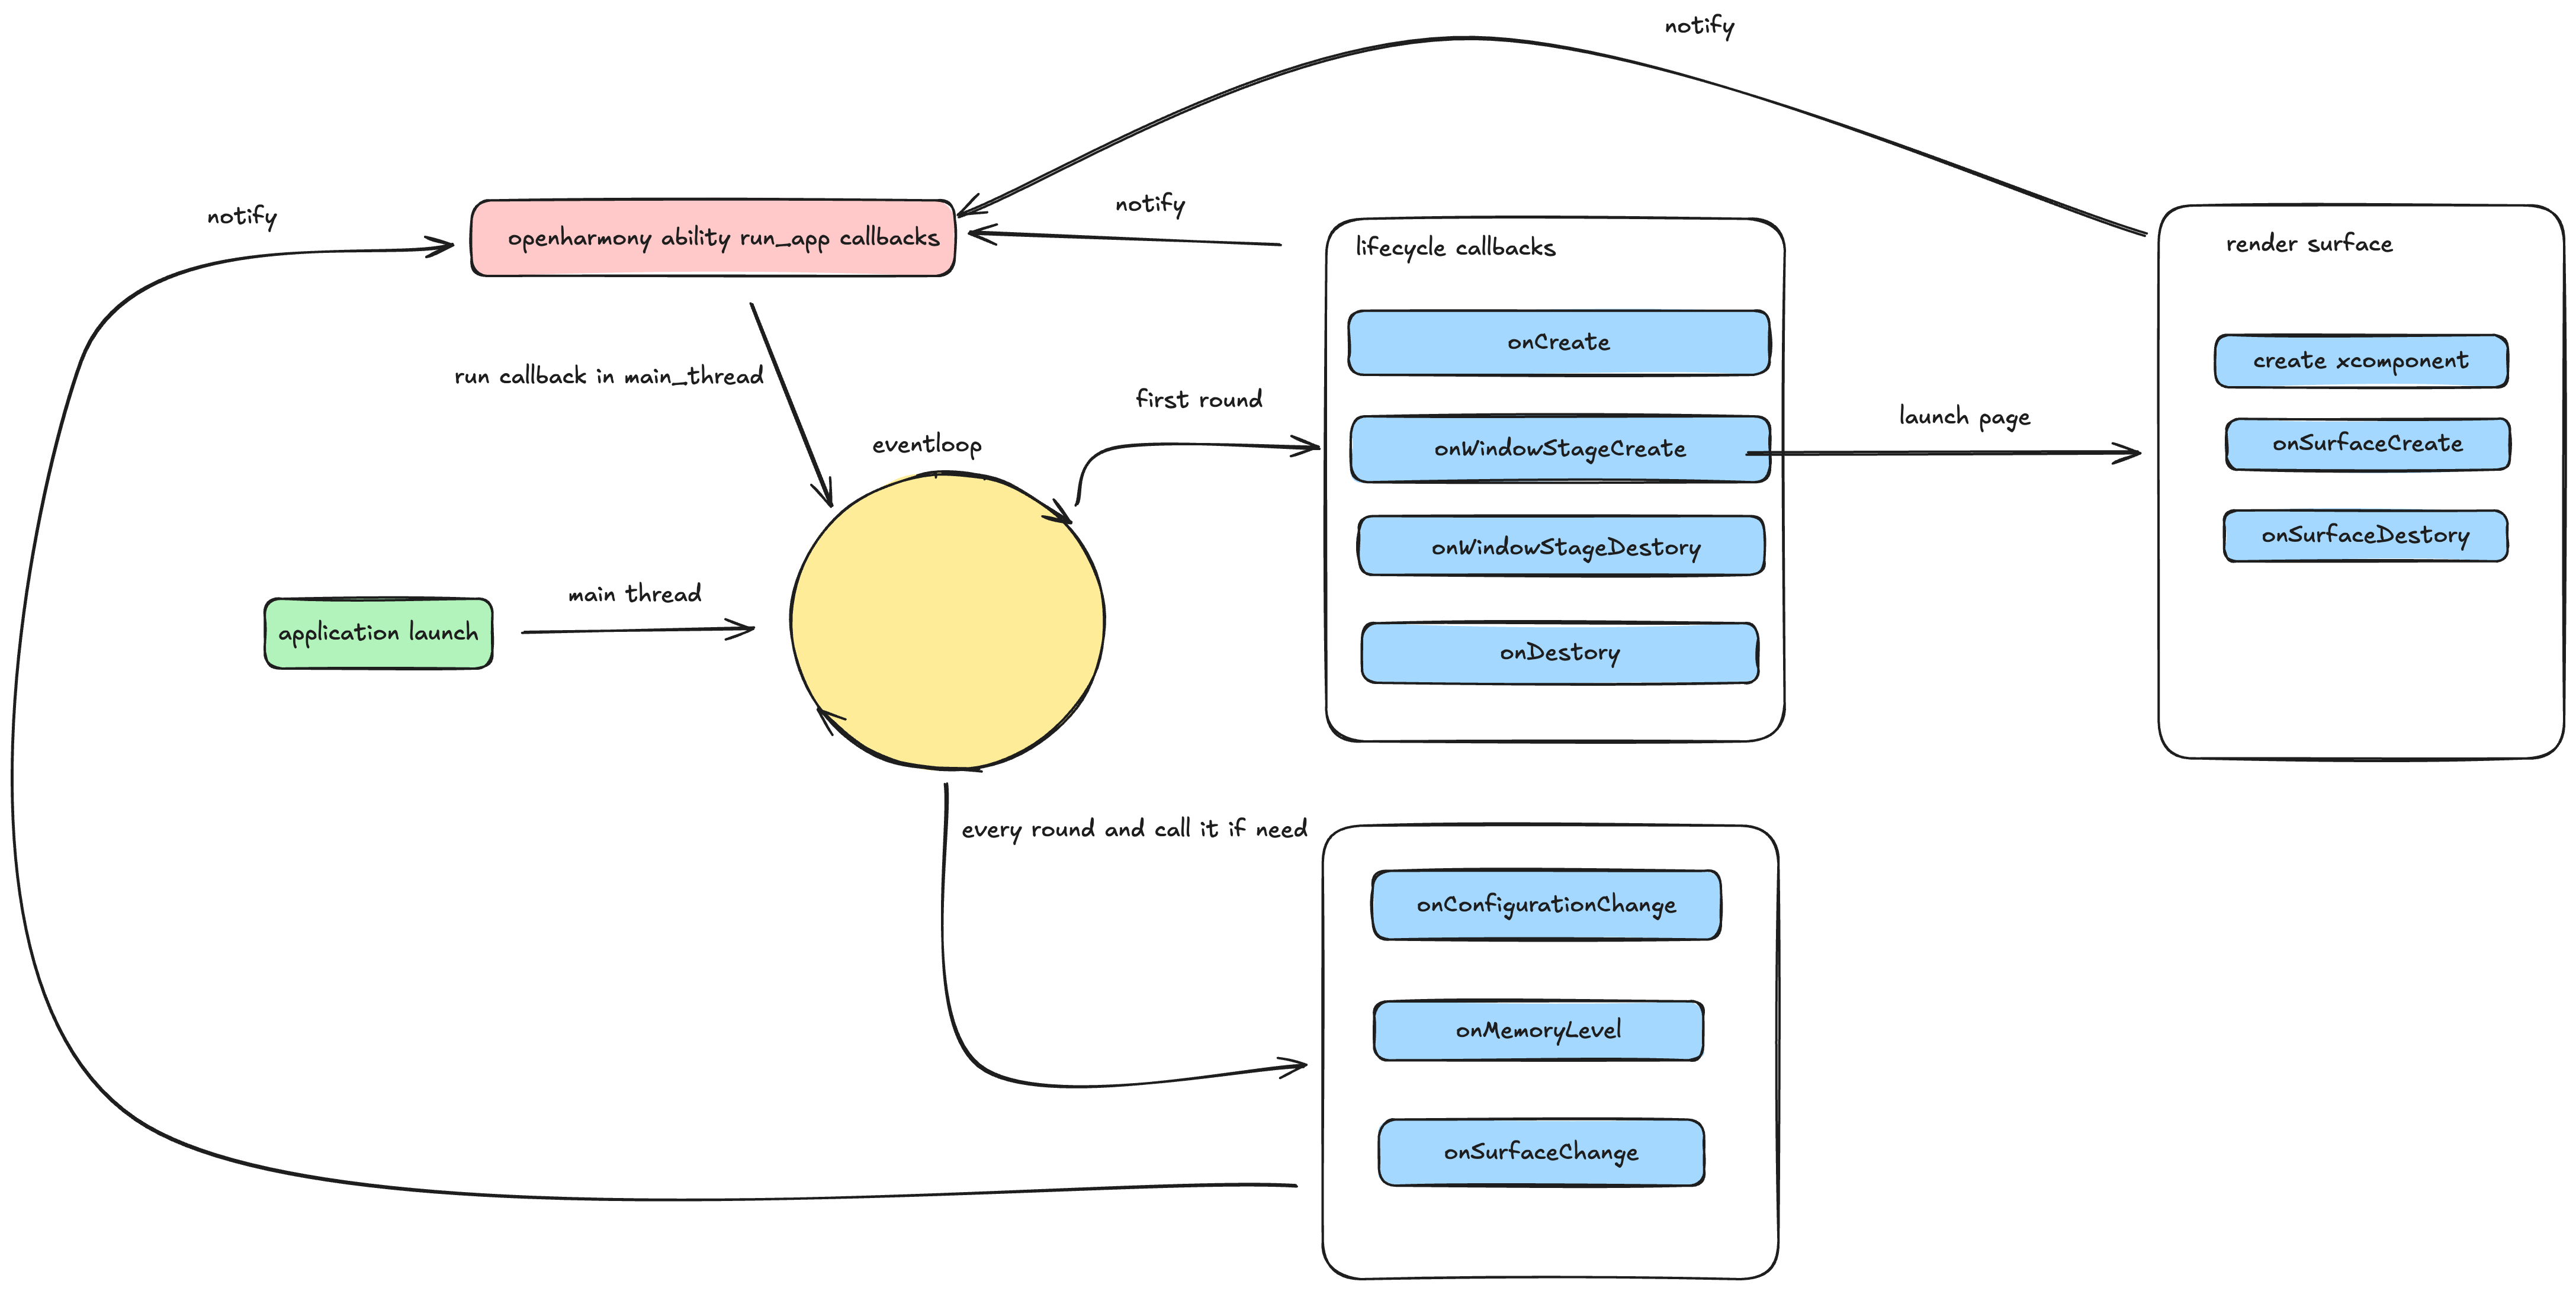 notify
notify
notify
openharmony ability run_app callbacks
lifecycle callbacks
render surface
onCreate
create xcomponent
run callback in main_thread
first round
launch page
eventloop
onWindowStageCreate
onSurfaceCreate
onWindowStageDestory
onSurfaceDestory
main thread
application launch
onDestory
every round and call it if need
onConfigurationChange
onMemoryLevel
onSurfaceChange